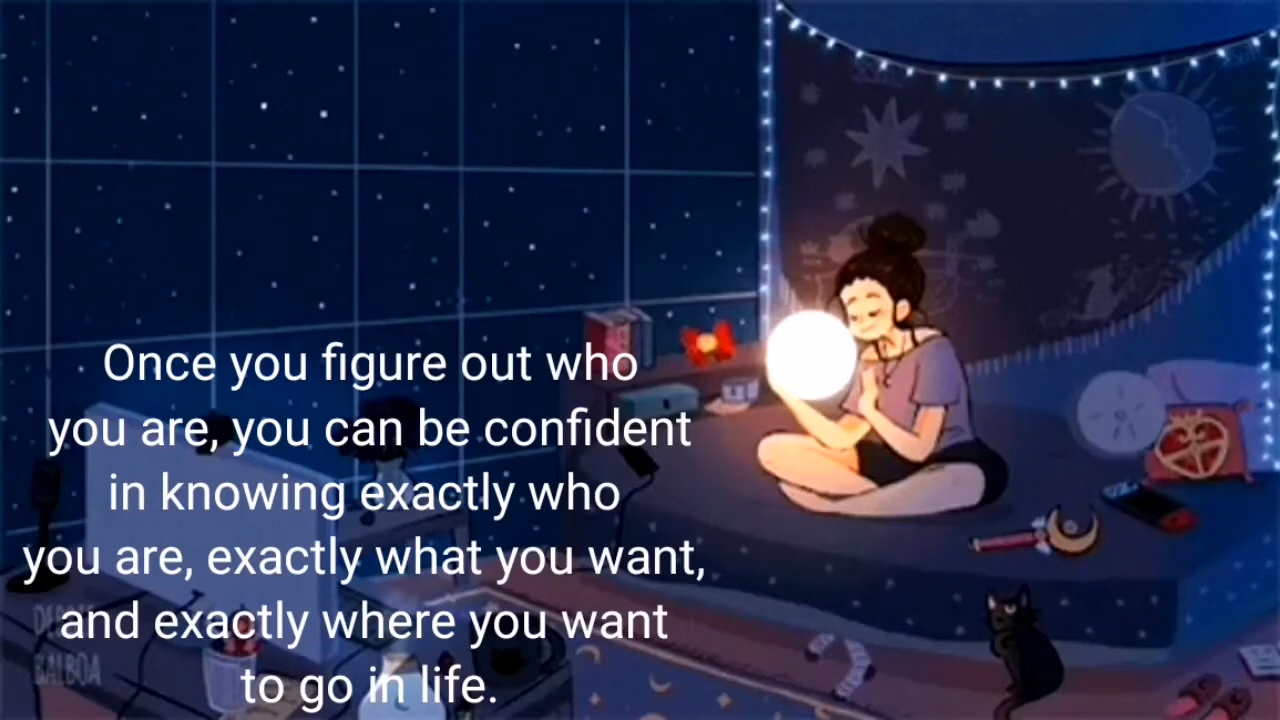 Once you figure out who
you are, you can be confident
in knowing exactly who
you are, exactly what you want,
and exactly where you want
to go in life.
BALBOA